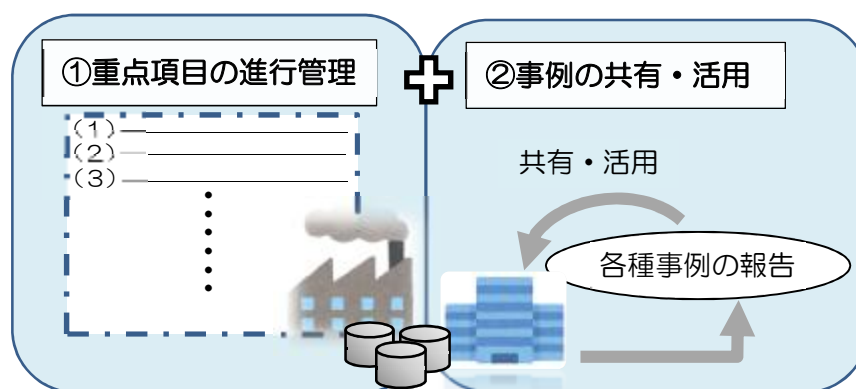 ①重点項目の進行管理
(1)
(2)
(3)
②事例の共有・活用
共有・活用
各種事例の報告